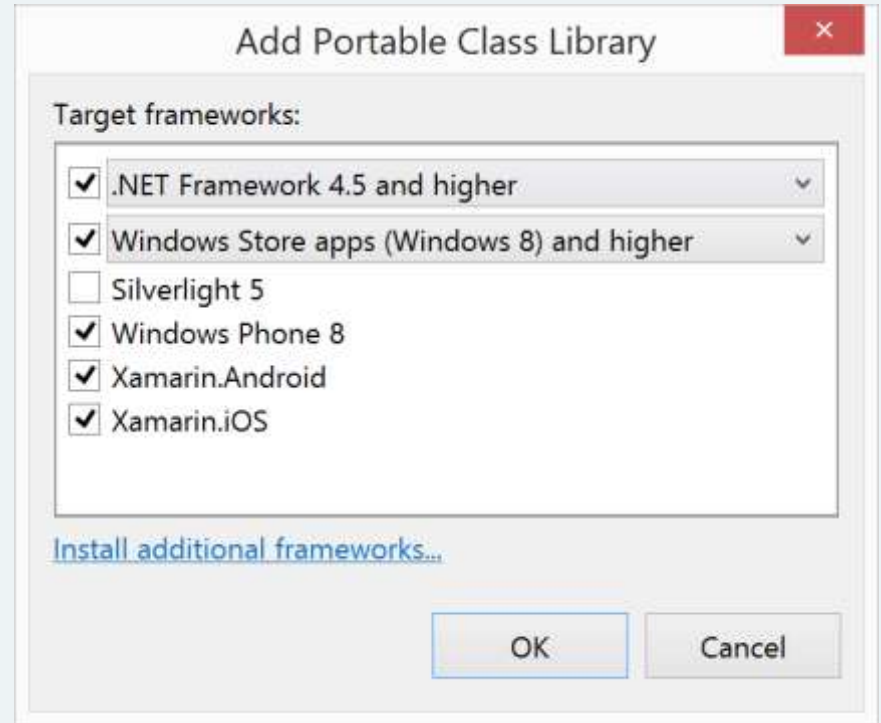 Add Portable Class Library
Target frameworks:
.NET Framework 4.5 and higher
Windows Store apps (Windows 8) and higher
Silverlight 5
Windows Phone 8
Xamarin.Android
Xamarin.iOS
Install additional frameworks...
OK
Cancel